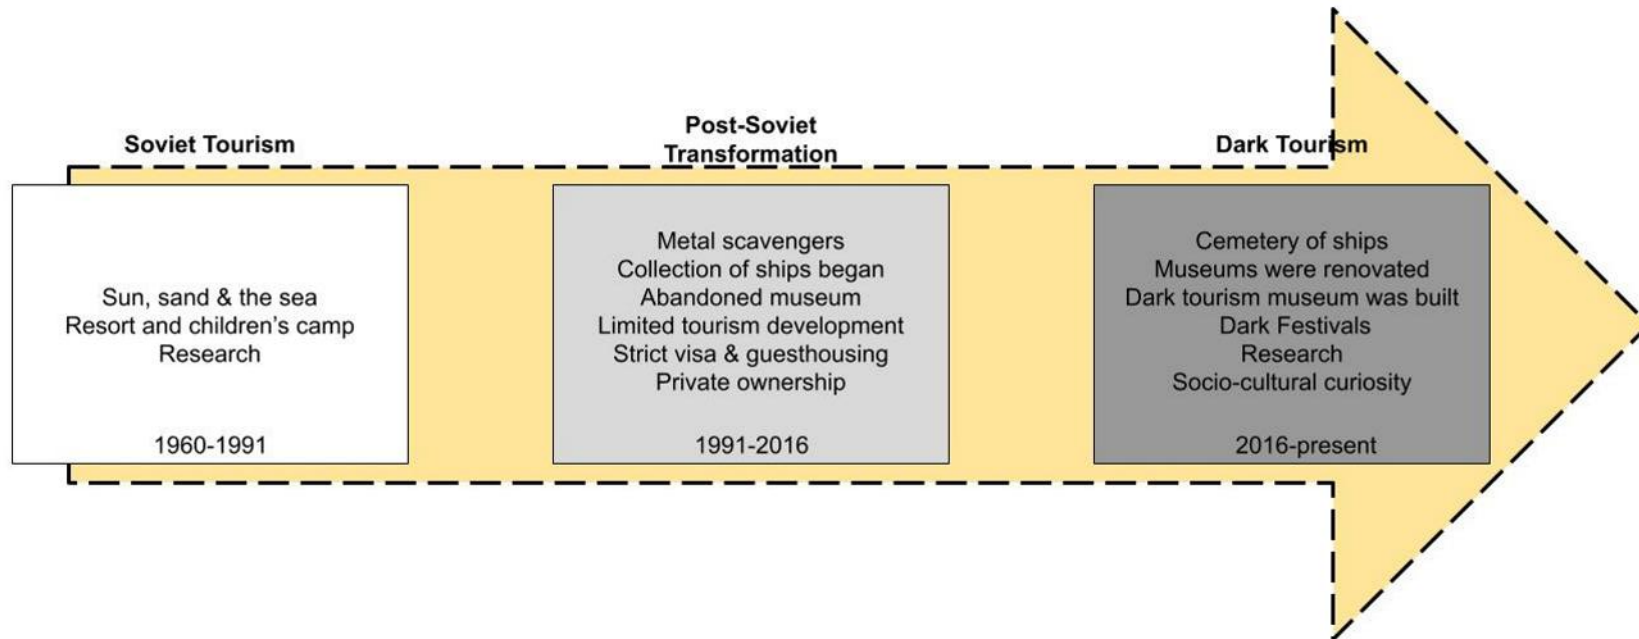 Soviet Tourism
Sun, sand & the sea
Resort and children's camp
Research
1960-1991
Post-Soviet
Transformation
Metal scavengers
Collection of ships began
Abandoned museum
Limited tourism development
Strict visa & guesthousing
Private ownership
1991-2016
Dark Tourism
Cemetery of ships
Museums were renovated
Dark tourism museum was built
Dark Festivals
Research
Socio-cultural curiosity
2016-present